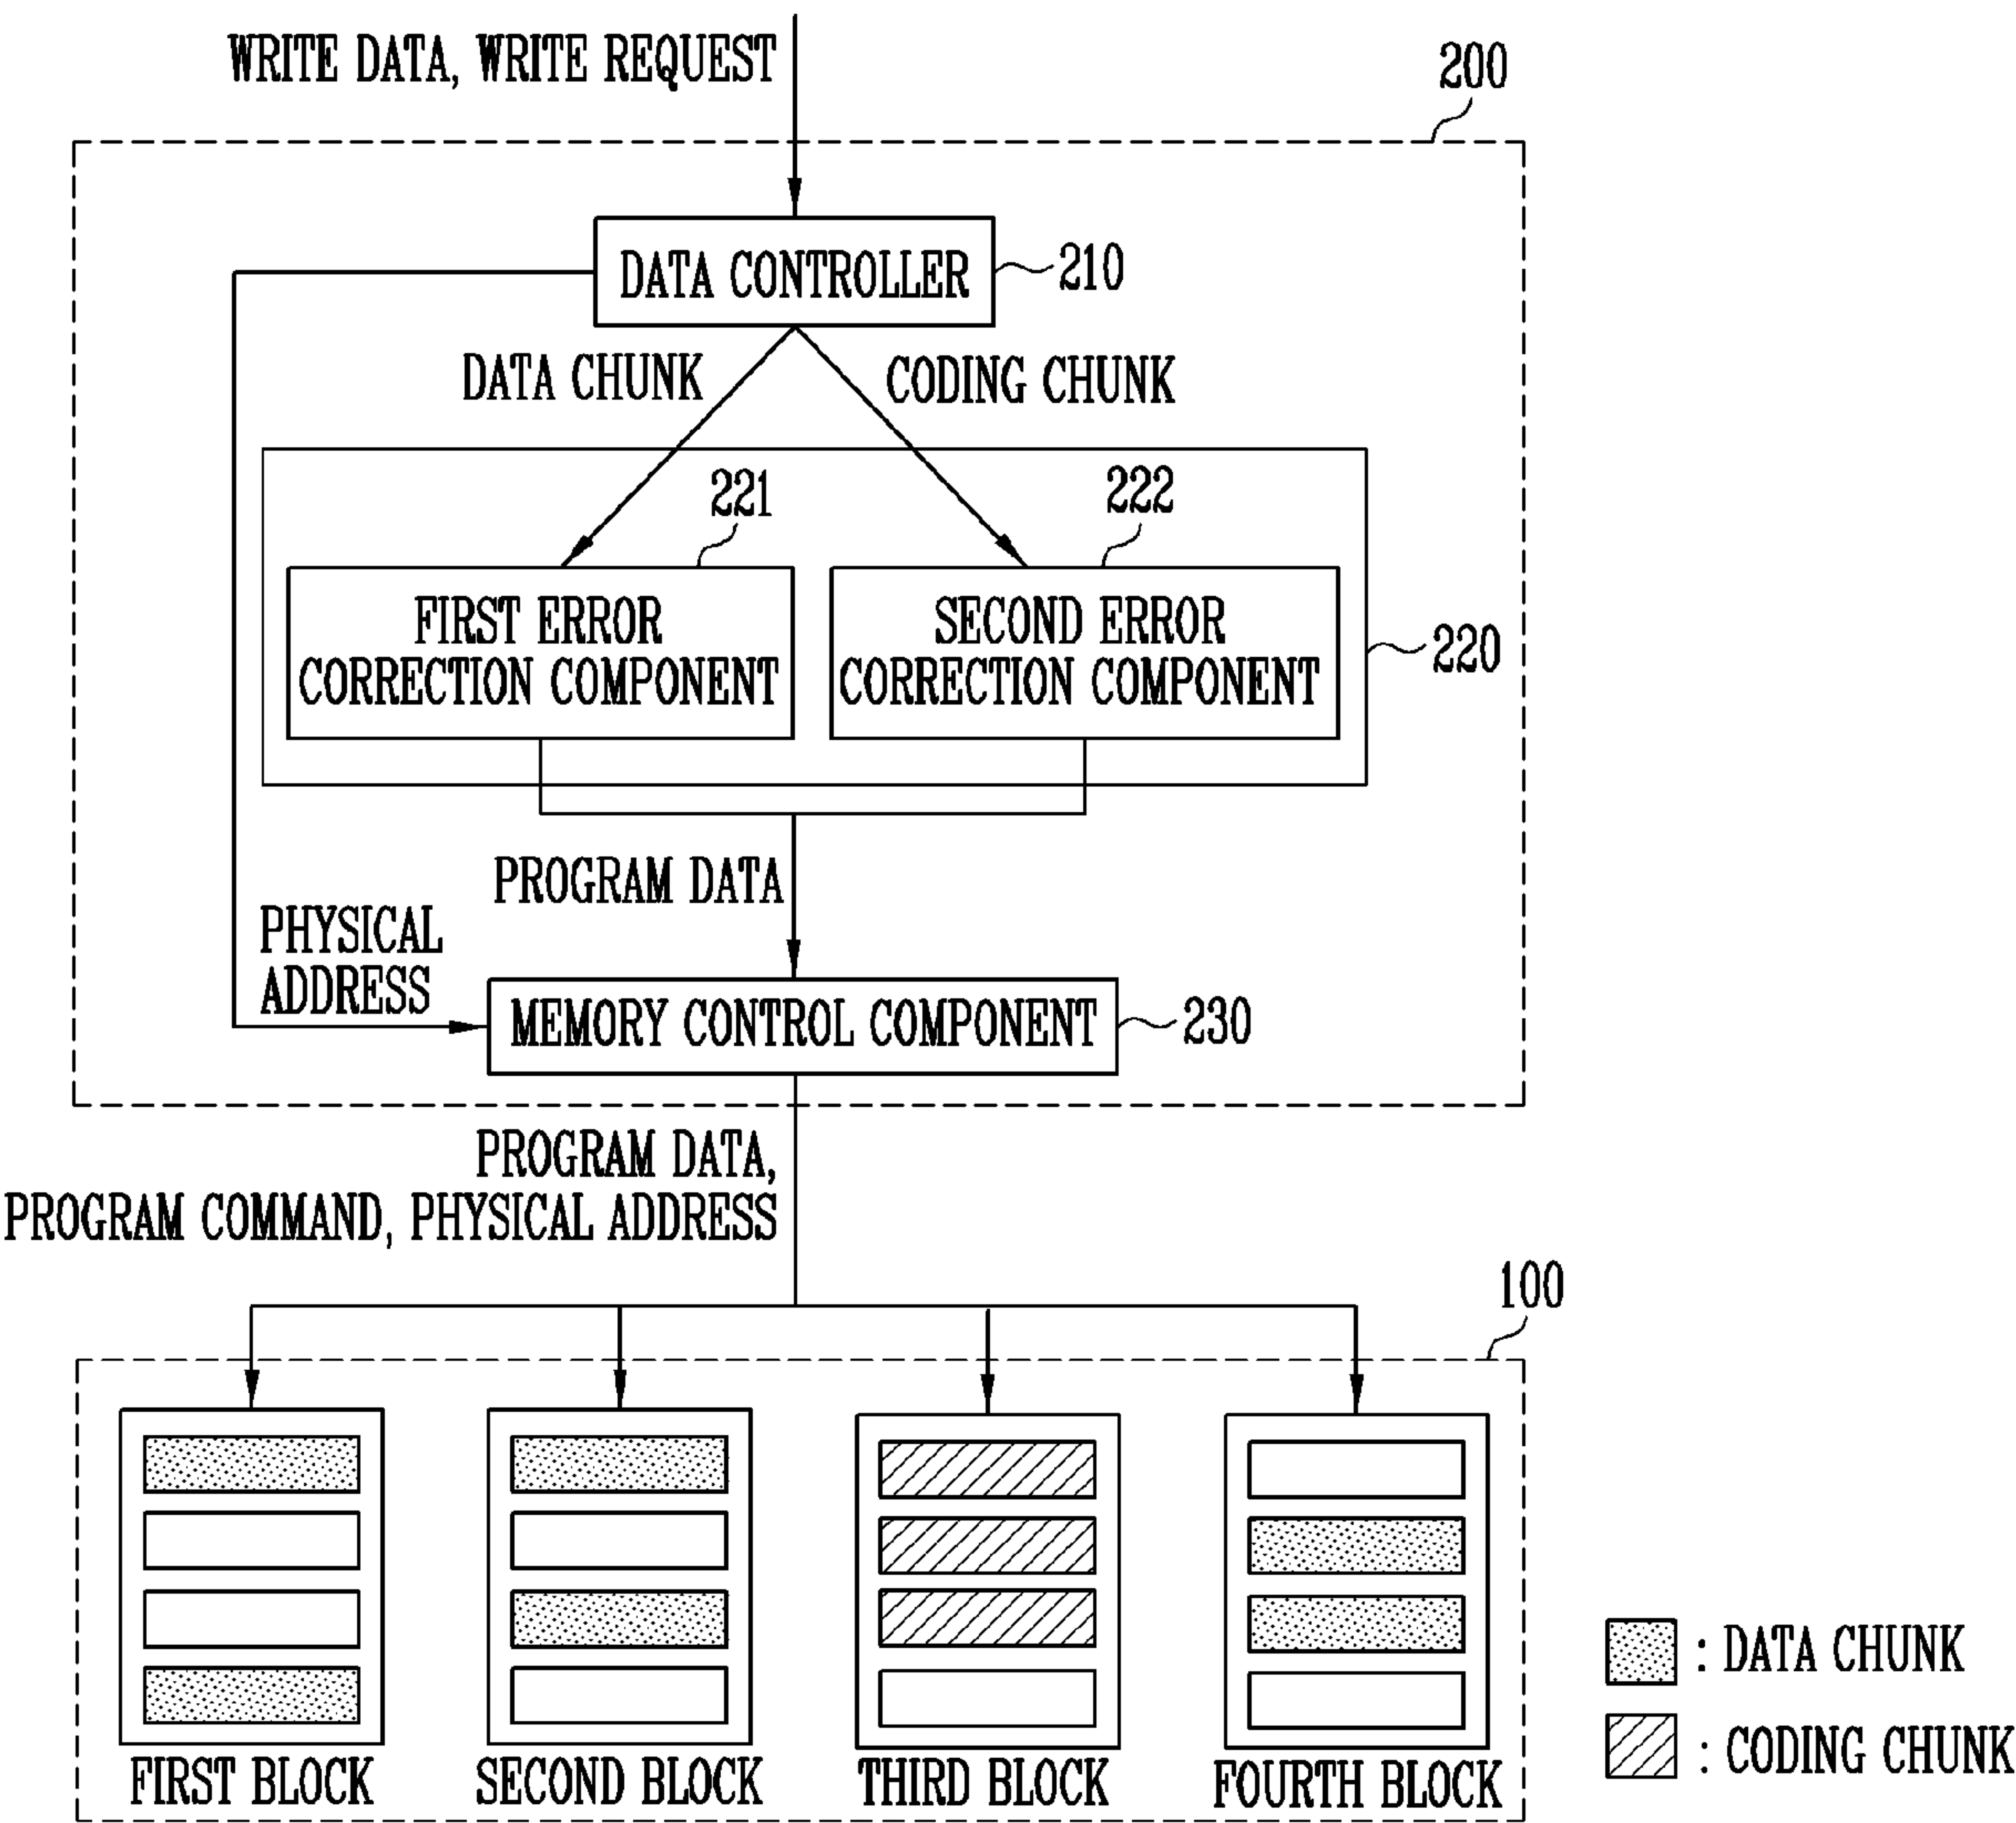 WRITE DATA, WRITE REQUEST
200
DATA CONTROLLER
210
DATA CHUNK
CODING CHUNK
221
222
FIRST ERROR
CORRECTION COMPONENT
SECOND ERROR
CORRECTION COMPONENT
220
PROGRAM DATA
PHYSICAL
ADDRESS
MEMORY CONTROL COMPONENT
230
PROGRAM DATA,
PROGRAM COMMAND, PHYSICAL ADDRESS
100
FIRST BLOCK
SECOND BLOCK
THIRD BLOCK
FOURTH BLOCK
: DATA CHUNK
: CODING CHUNK